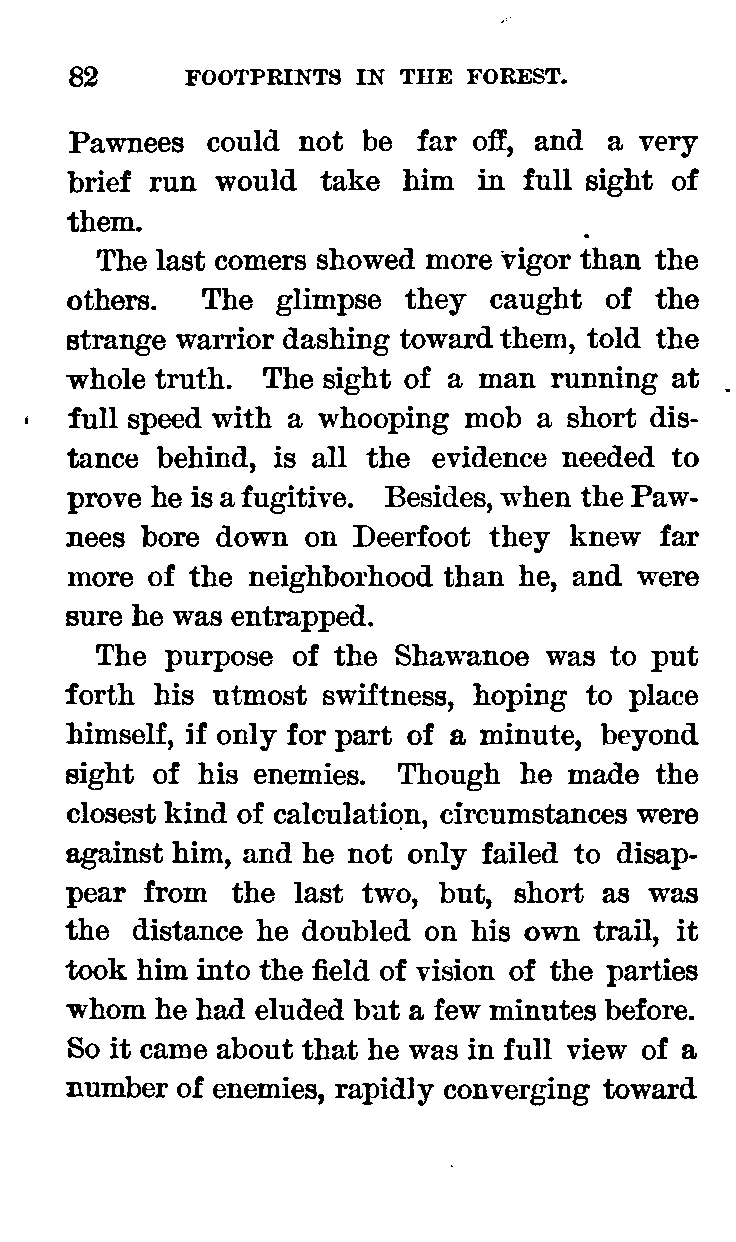 82 FOOTPRINTS IN THE FOREST.
Pawnees could not be far off, and a very
brief run would take him in full sight of
them.
The last comers showed more vigor than the
others. The glimpse they caught of the
strange warrior dashing toward them, told the
whole truth. The sight of a man running at
full speed with a whooping mob a short dis-
tance behind, is all the evidence needed to
prove he is a fugitive. Besides, when the Paw-
nees bore down on Deerfoot they knew far
more of the neighborhood than he, and were
sure he was entrapped.
The purpose of the Shawanoe was to put
forth his utmost swiftness, hoping to place
himself, if only for part of a minute, beyond
sight of his enemies. Though he made the
closest kind of calculation, circumstances were
against him, and he not only failed to disap-
pear from the last two, but, short as was
the distance he doubled on his own trail, it
took him into the field of vision of the parties
whom he had eluded but a few minutes before.
So it came about that he was in full view of a
number of enemies, rapidly converging toward